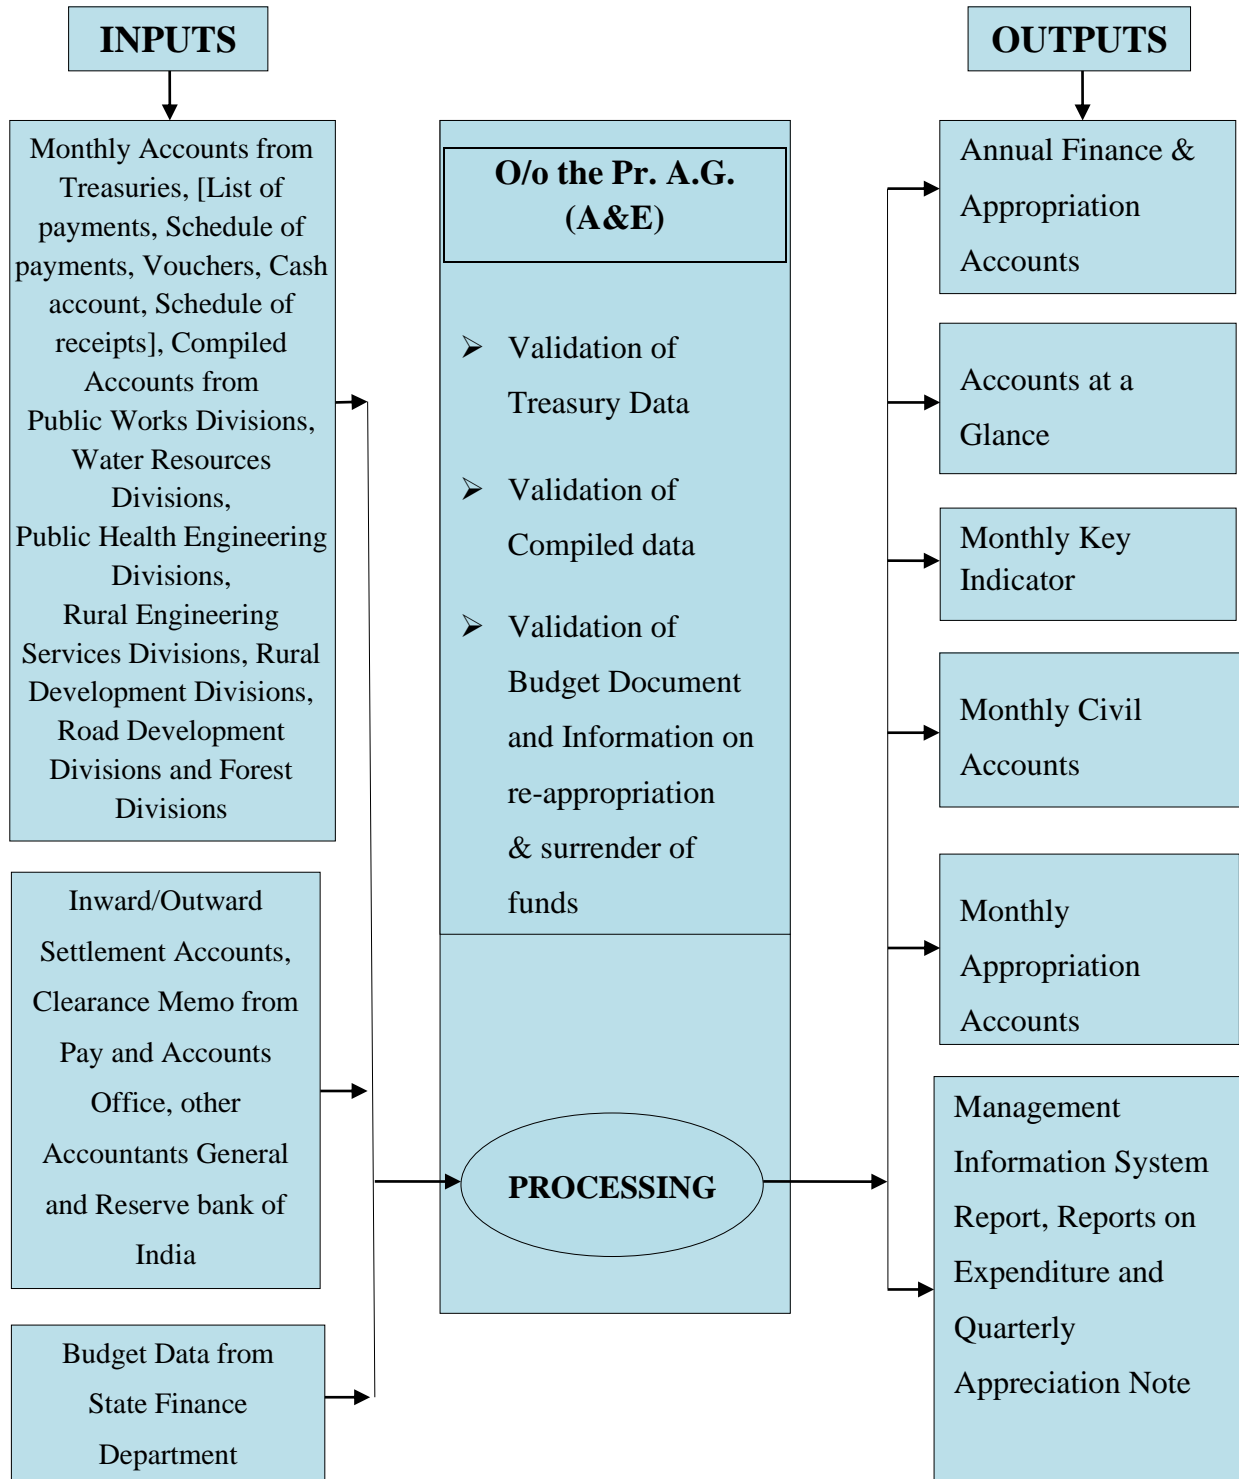 INPUTS
Monthly Accounts from
Treasuries, [List of
payments, Schedule of
payments, Vouchers, Cash
account, Schedule of
receipts], Compiled
Accounts from
Public Works Divisions,
Water Resources
Divisions,
Public Health Engineering
Divisions,
Rural Engineering
Services Divisions, Rural
Development Divisions,
Road Development
Divisions and Forest
Divisions
Inward/Outward
Settlement Accounts,
Clearance Memo from
Pay and Accounts
Office, other
Accountants General
and Reserve bank of
India
Budget Data from
State Finance
Department
O/o the Pr. A.G.
(A&E)
➢ Validation of
Treasury Data
➢ Validation of
Compiled data
➢ Validation of
Budget Document
and Information on
re-appropriation
& surrender of
funds
PROCESSING
OUTPUTS
Annual Finance &
Appropriation
Accounts
Accounts at a
Glance
Monthly Key
Indicator
Monthly Civil
Accounts
Monthly
Appropriation
Accounts
Management
Information System
Report, Reports on
Expenditure and
Quarterly
Appreciation Note